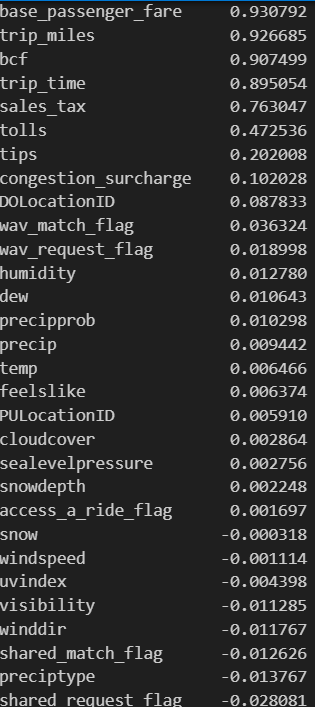 base_passenger_fare 0.930792
trip_miles 0.926685
bcf 0.907499
trip_time 0.895054
sales_tax 0.763047
tolls 0.472536
tips 0.202008
congestion_surcharge 0.102028
DOLocationID 0.087833
wav_match_flag 0.036324
wav_request_flag 0.018998
humidity 0.012780
dew 0.010643
precipprob 0.010298
precip 0.009442
temp 0.006466
feelslike 0.006374
PULocationID 0.005910
cloudcover 0.002864
sealevelpressure 0.002756
snowdepth 0.002248
access_a_ride_flag 0.001697
snow -0.000318
windspeed -0.001114
uvindex -0.004398
visibility -0.011285
winddir -0.011767
shared_match_flag -0.012626
preciptype -0.013767
shared_request_flag -0.028081